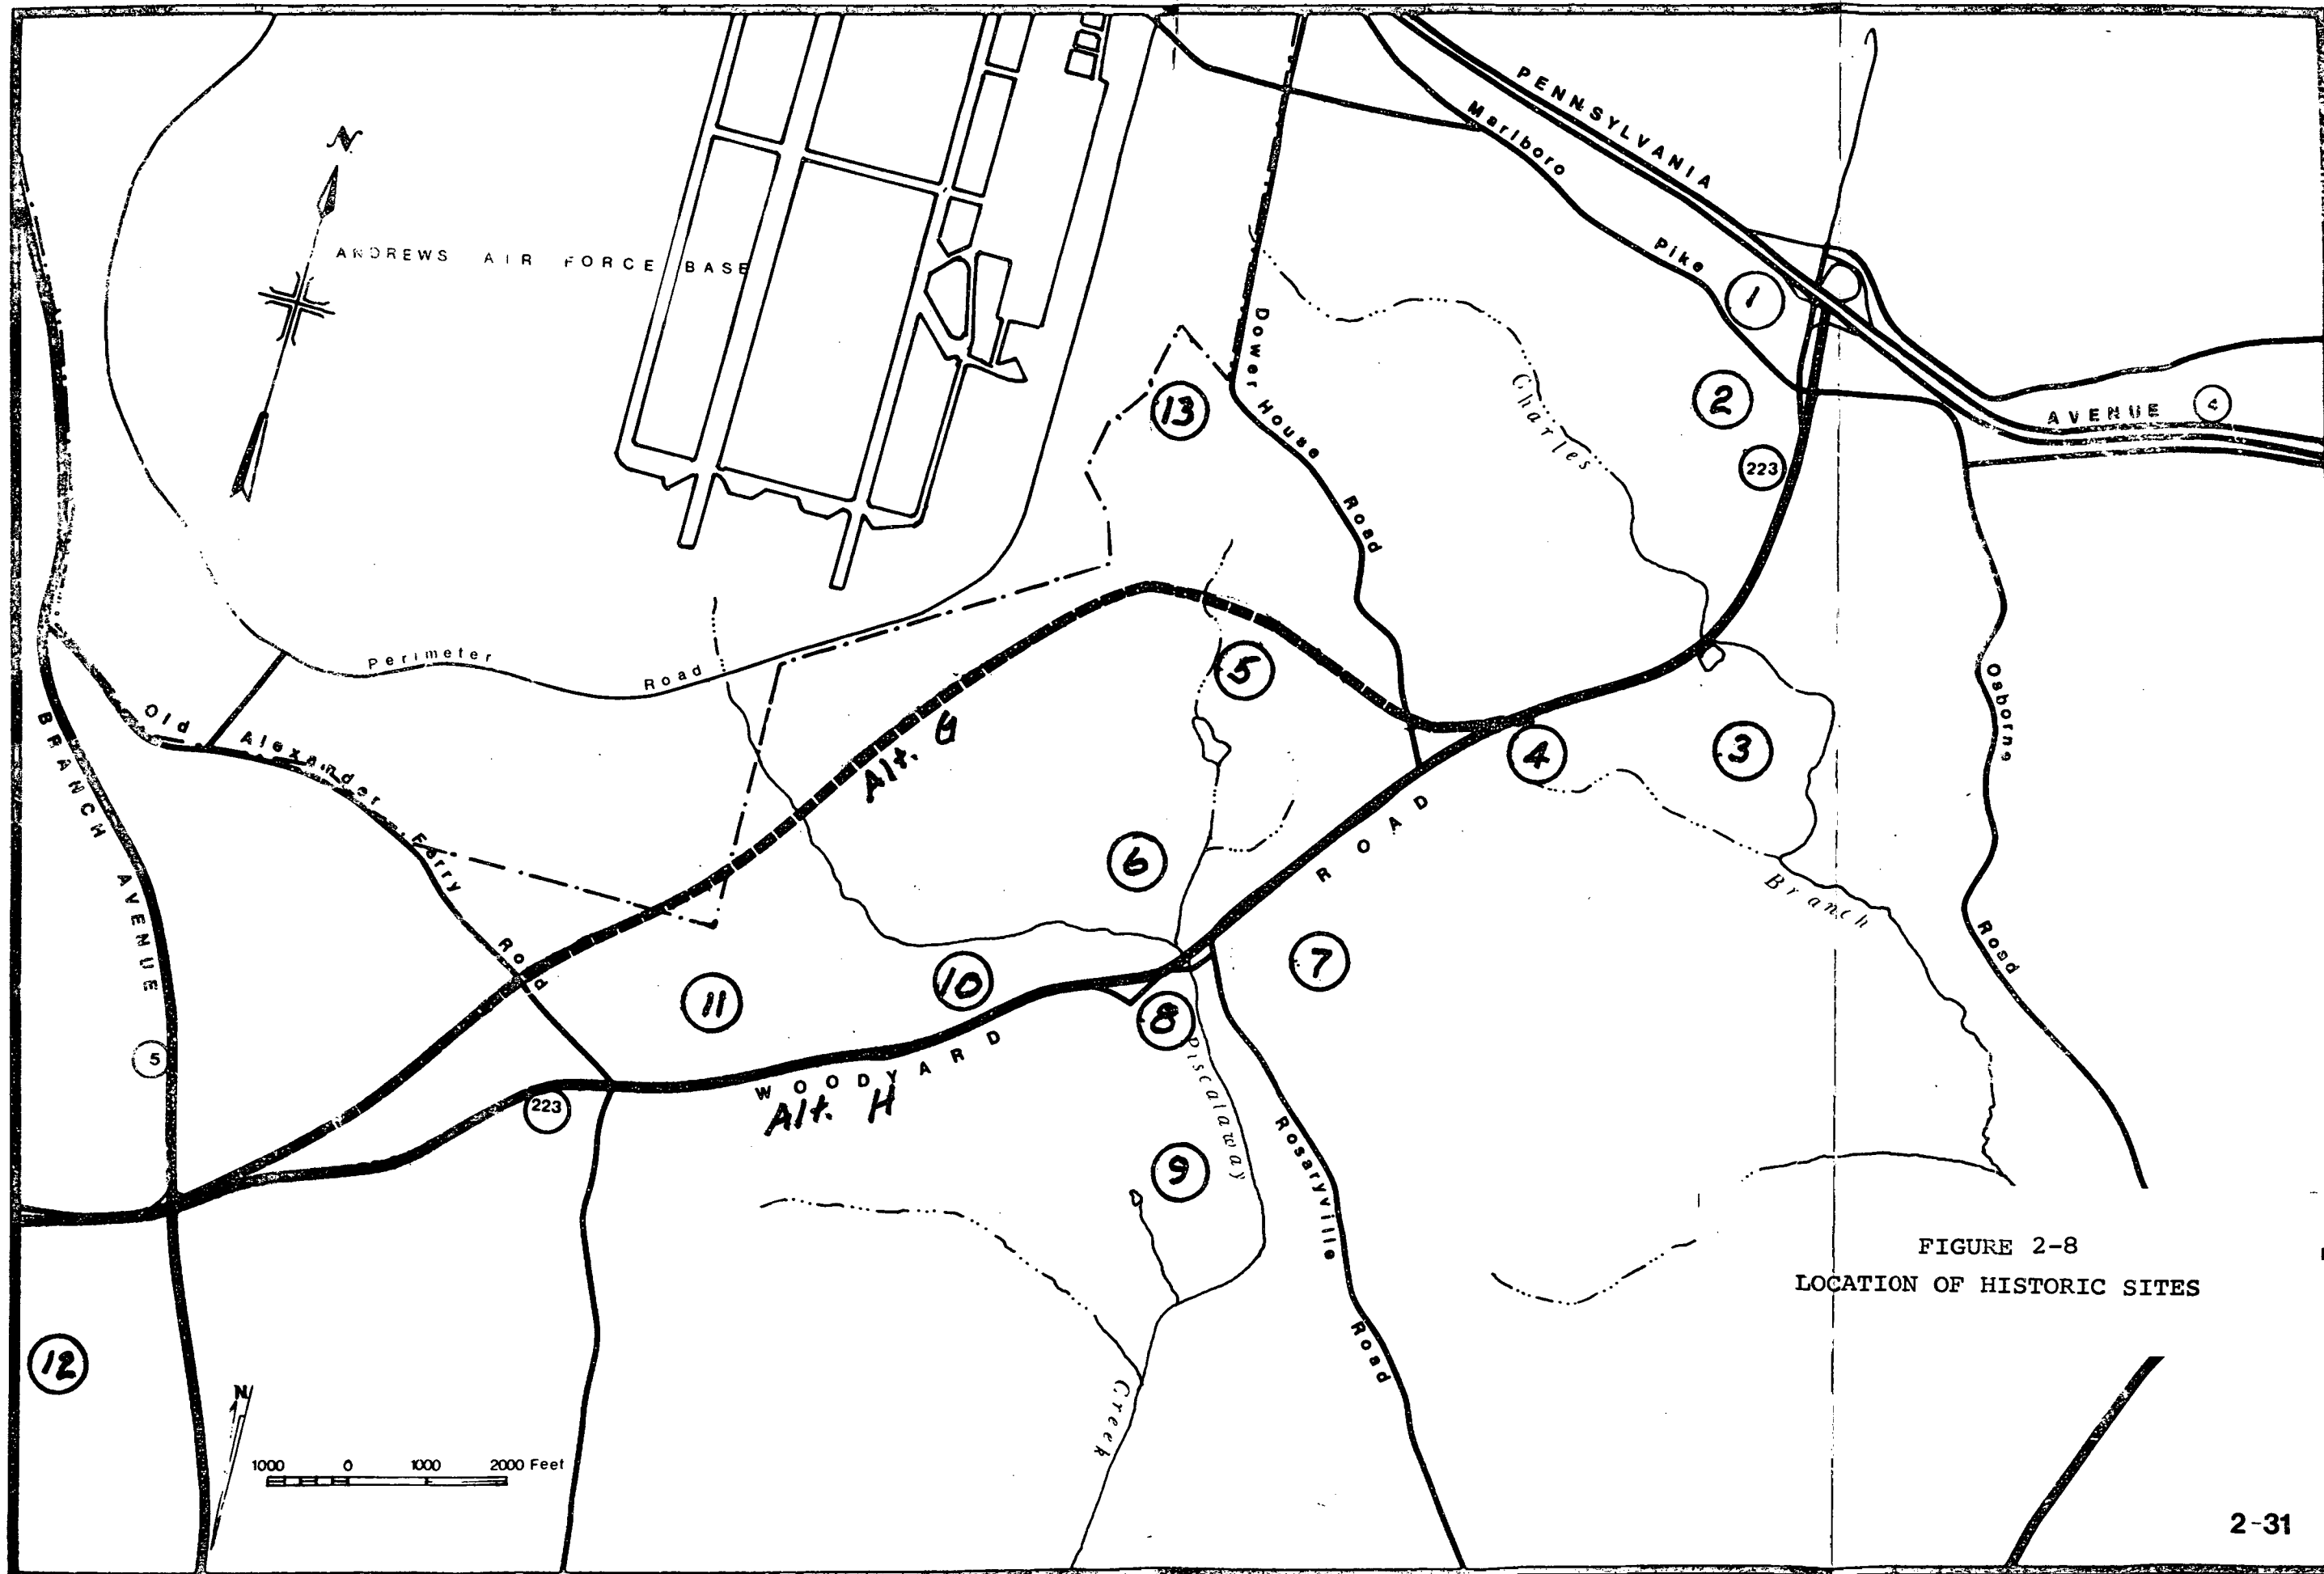 N
ANDREWS AIR FORCE BASE
PENNSYLVANIA
AVENUE
4
Marlboro Pike
1
2
223
Dower House Road
13
Charles
Branch
Osborne Road
3
4
5
6
7
8
9
10
11
12
Perimeter Road
Old Alexander Ferry Road
BRANCH AVENUE
5
Alt.
WOODYARD ROAD
Alt. H
223
Piscataway
Creek
Rosaryville Road
N
1000 0 1000 2000 Feet
FIGURE 2-8
LOCATION OF HISTORIC SITES
2-31